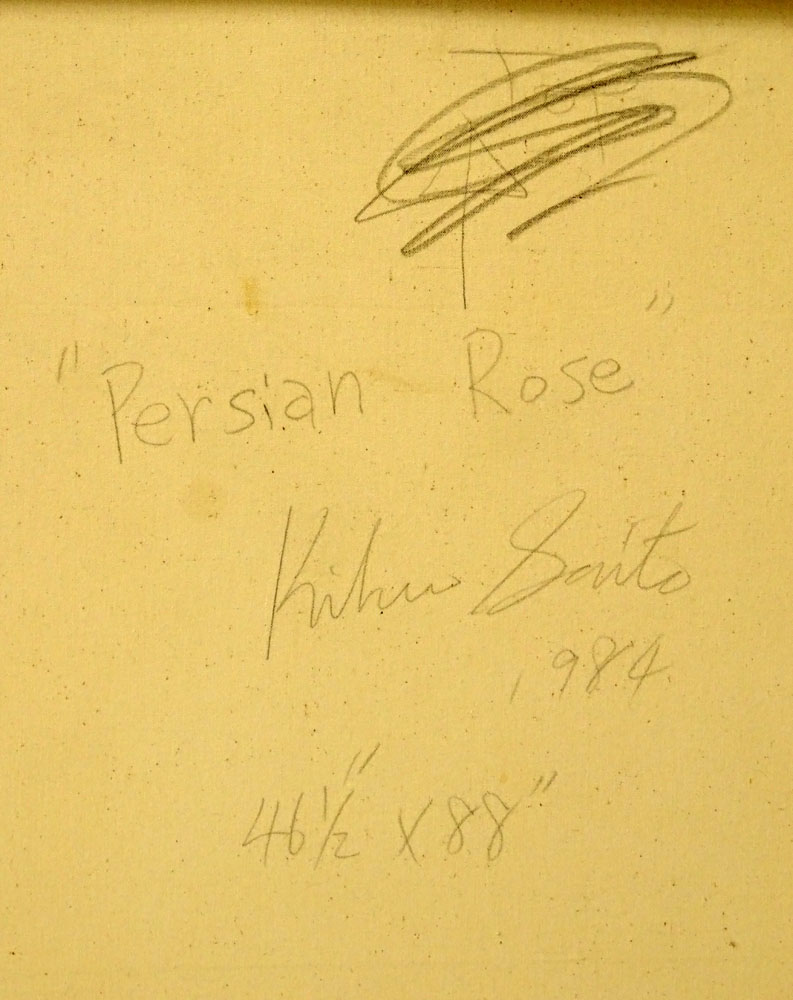 "Persian Rose"
Kikuo Saito
1984
46½" x 88"